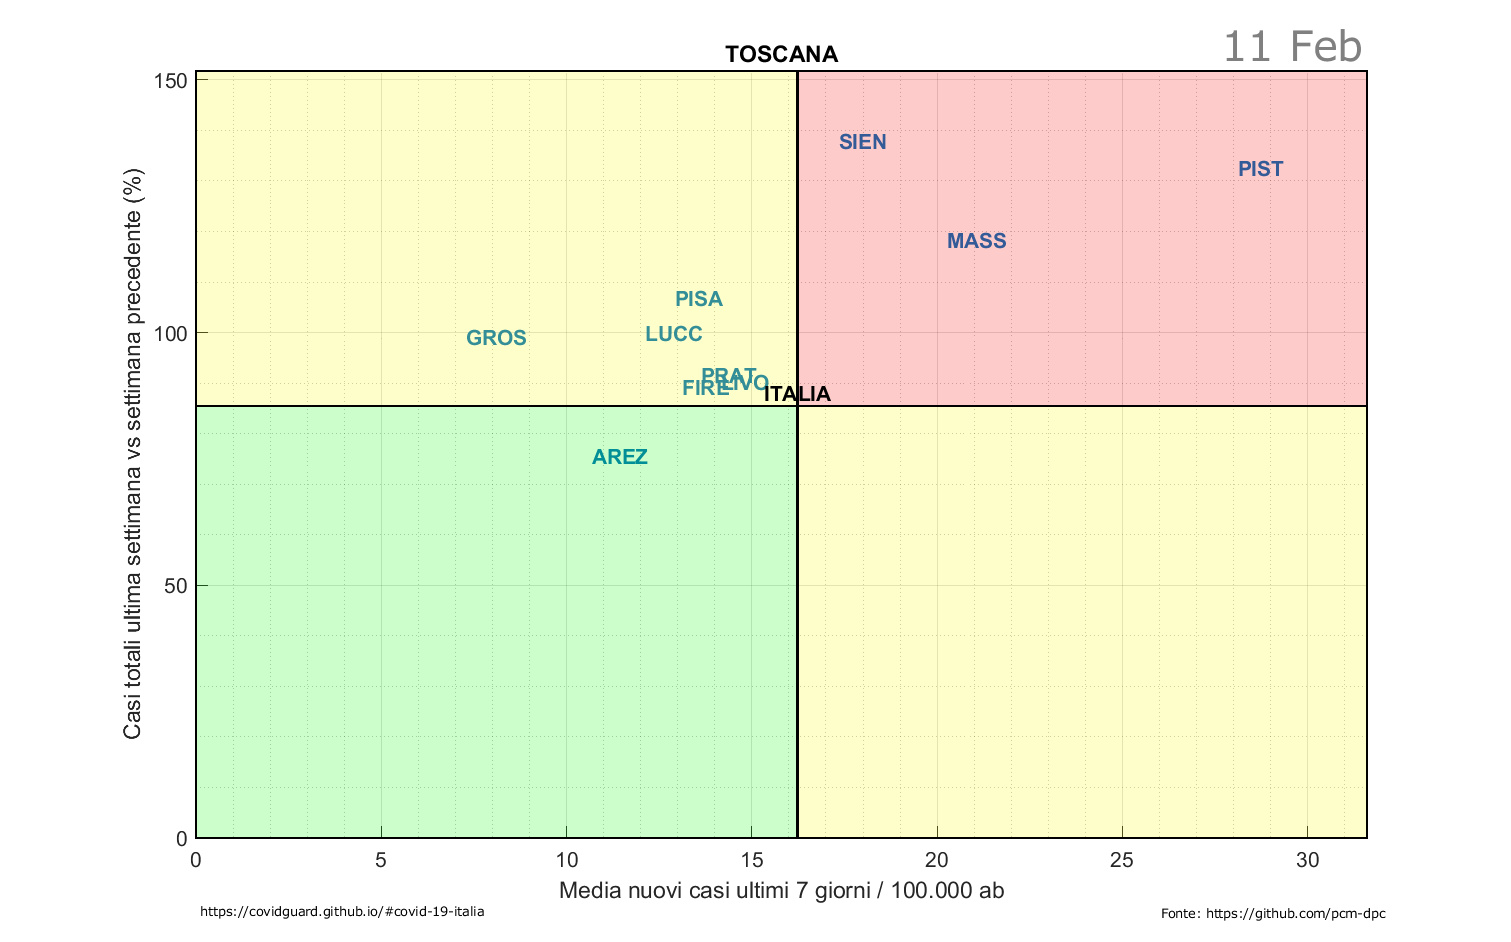 11 Feb
TOSCANA
150
SIEN
PIST
MASS
PISA
100
GROS
LUCC
PRAT
LIVO
FIRE
ITALIA
AREZ
50
0
Casi totali ultima settimana vs settimana precedente (%)
0 5 10 15 20 25 30
Media nuovi casi ultimi 7 giorni / 100.000 ab
https://covidguard.github.io/#covid-19-italia
Fonte: https://github.com/pcm-dpc